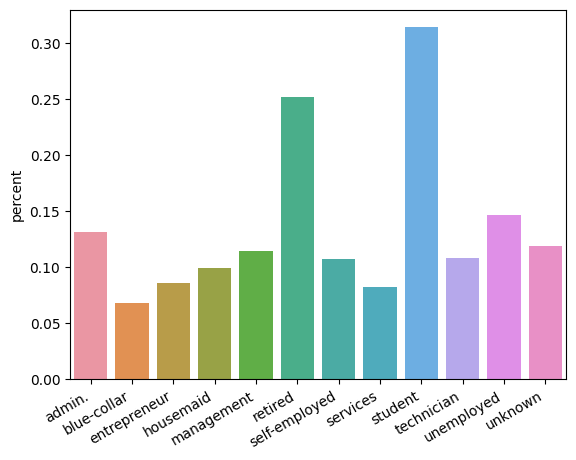 0.30
0.25
0.20
0.15
0.10
0.05
0.00
percent
admin.
blue-collar
entrepreneur
housemaid
management
retired
self-employed
services
student
technician
unemployed
unknown